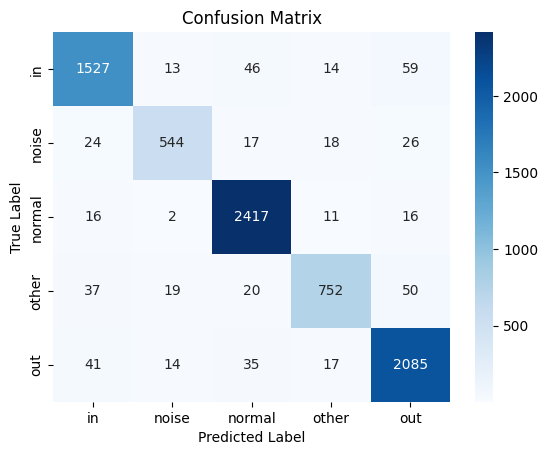 Confusion Matrix
in 1527 13 46 14 59
noise 24 544 17 18 26
normal 16 2 2417 11 16
other 37 19 20 752 50
out 41 14 35 17 2085
in noise normal other out
True Label
Predicted Label
2000
1500
1000
500